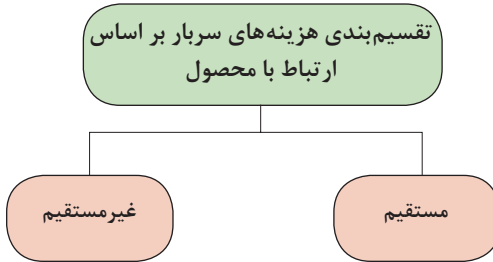 تقسیم‌بندی هزینه‌های سربار بر اساس
ارتباط با محصول
مستقیم
غیرمستقیم